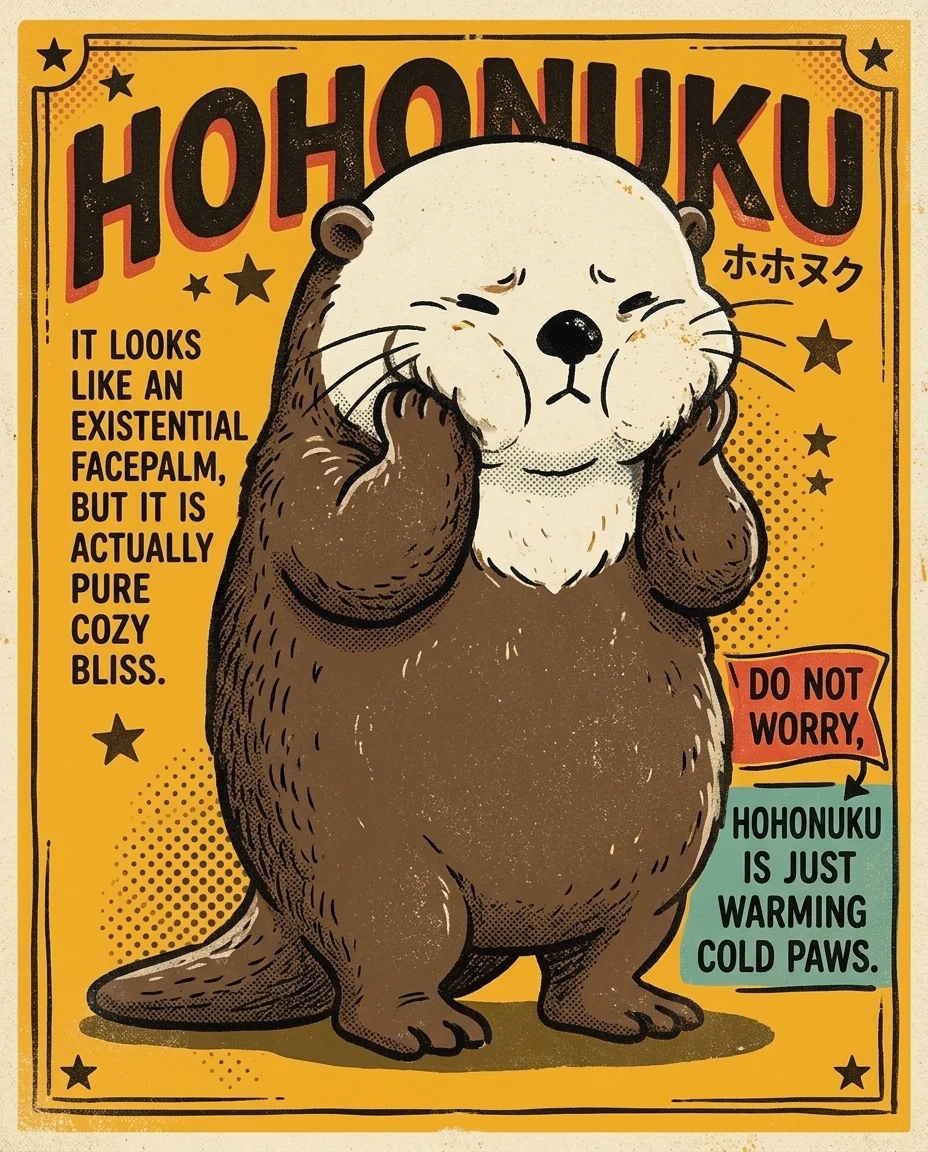 HOHONUKU
ホホヌク
IT LOOKS
LIKE AN
EXISTENTIAL
FACEPALM,
BUT IT IS
ACTUALLY
PURE
COZY
BLISS.
DO NOT
WORRY,
HOHONUKU
IS JUST
WARMING
COLD PAWS.